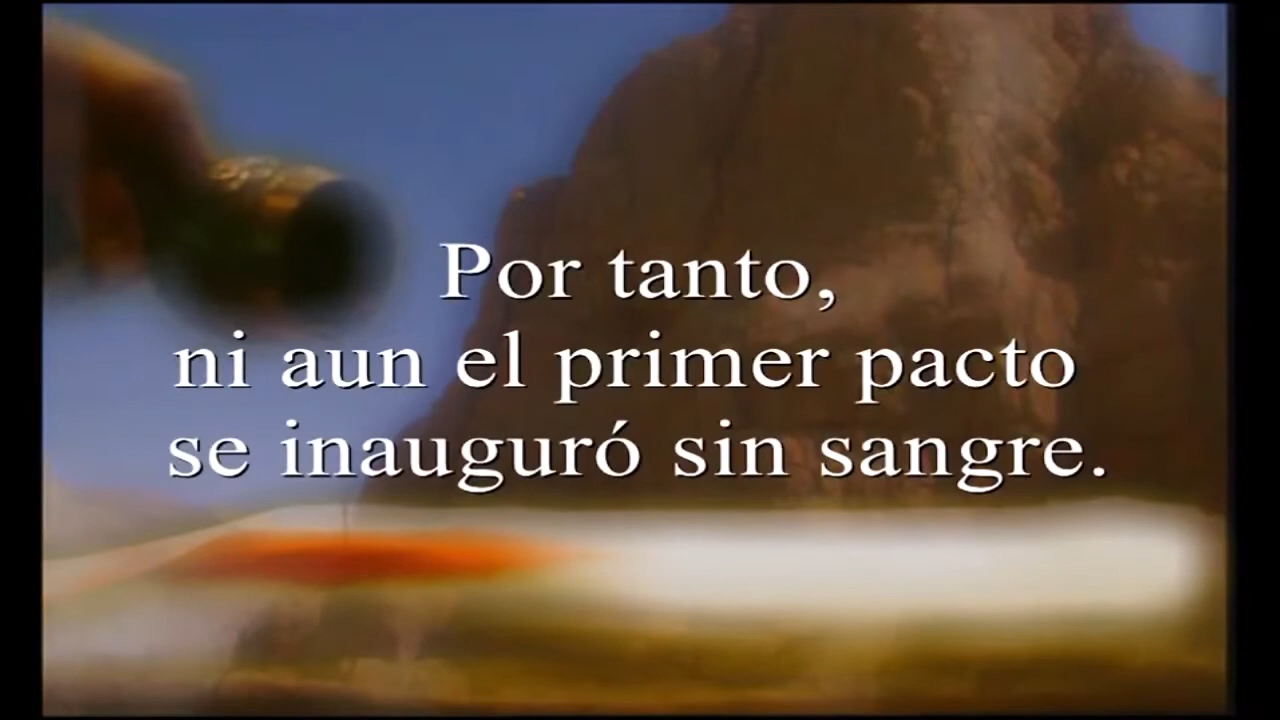 Por tanto,
ni aun el primer pacto
se inauguró sin sangre.